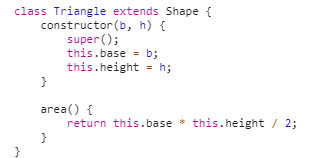 class Triangle extends Shape {
    constructor(b, h) {
        super();
        this.base = b;
        this.height = h;
    }

    area() {
        return this.base * this.height / 2;
    }
}